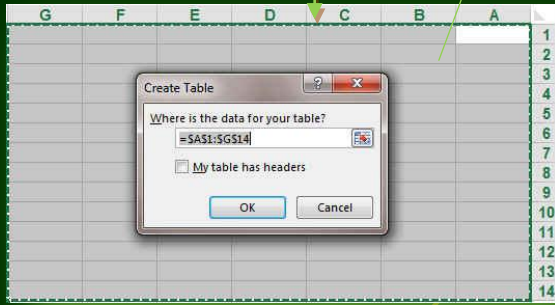 G F E D C B A
1
2
3
Create Table
4
Where is the data for your table?
5
=$A$1:$G$14
6
7
My table has headers
8
9
OK Cancel
10
11
12
13
14